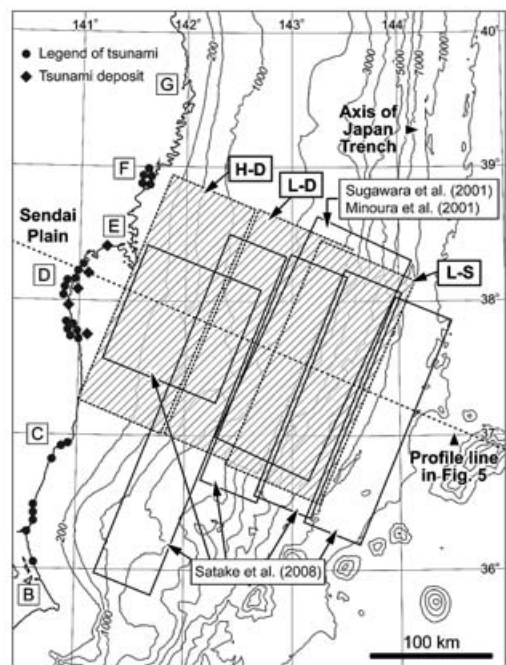 141°
142°
143°
144°
40°
Legend of tsunami
Tsunami deposit
G
200
1000
3000
5000
7000
Axis of
Japan
Trench
39°
F
H-D
L-D
Sugawara et al. (2001)
Minoura et al. (2001)
Sendai
Plain
E
L-S
D
38°
C
Profile line
in Fig. 5
200
Satake et al. (2008)
36°
B
1000
100 km